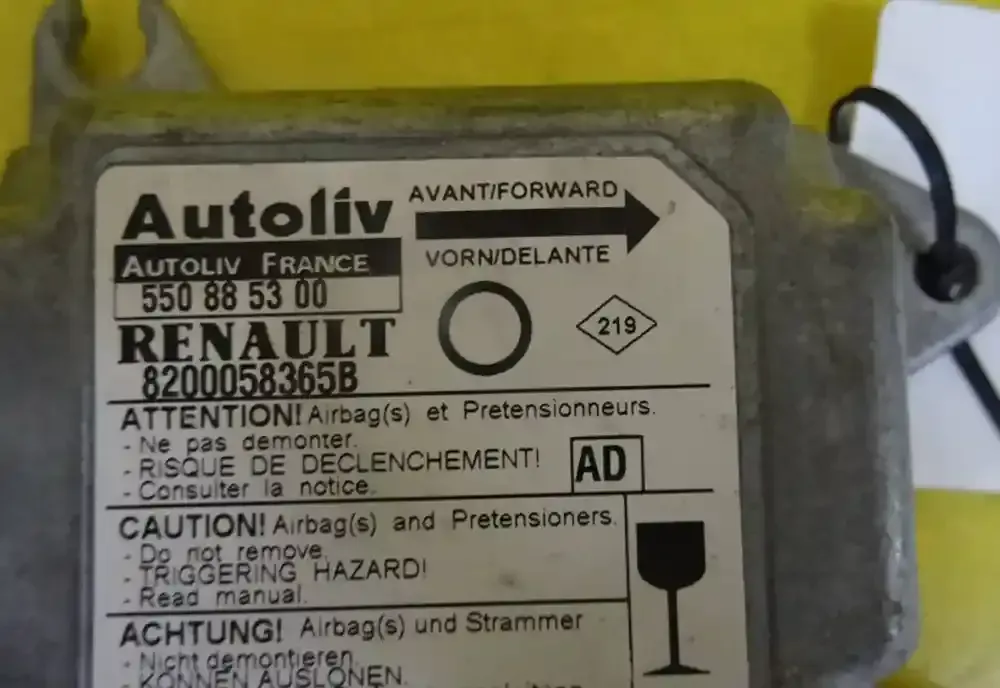 Autoliv
AVANT/FORWARD
AUTOLIV FRANCE
VORN/DELANTE
550 88 53 00
219
RENAULT
8200058365B
ATTENTION! Airbag(s) et Pretensionneurs.
- Ne pas demonter.
- RISQUE DE DECLENCHEMENT!
- Consulter la notice.
AD
CAUTION! Airbag(s) and Pretensioners.
- Do not remove.
- TRIGGERING HAZARD!
- Read manual.
ACHTUNG! Airbag(s) und Strammer
- Nicht demontieren.
- KONNEN AUSLONEN.